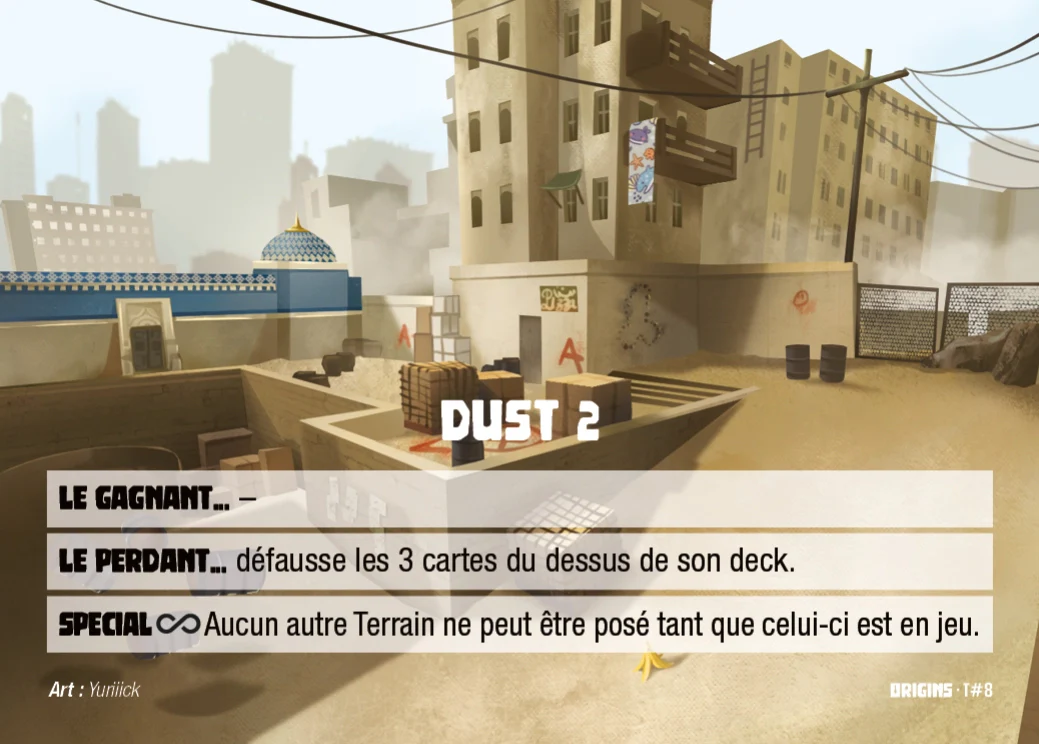 A
A
DUST 2
LE GAGNANT... –
LE PERDANT... défausse les 3 cartes du dessus de son deck.
SPECIAL ∞ Aucun autre Terrain ne peut être posé tant que celui-ci est en jeu.
Art : Yuriiick
ORIGINS · T#8